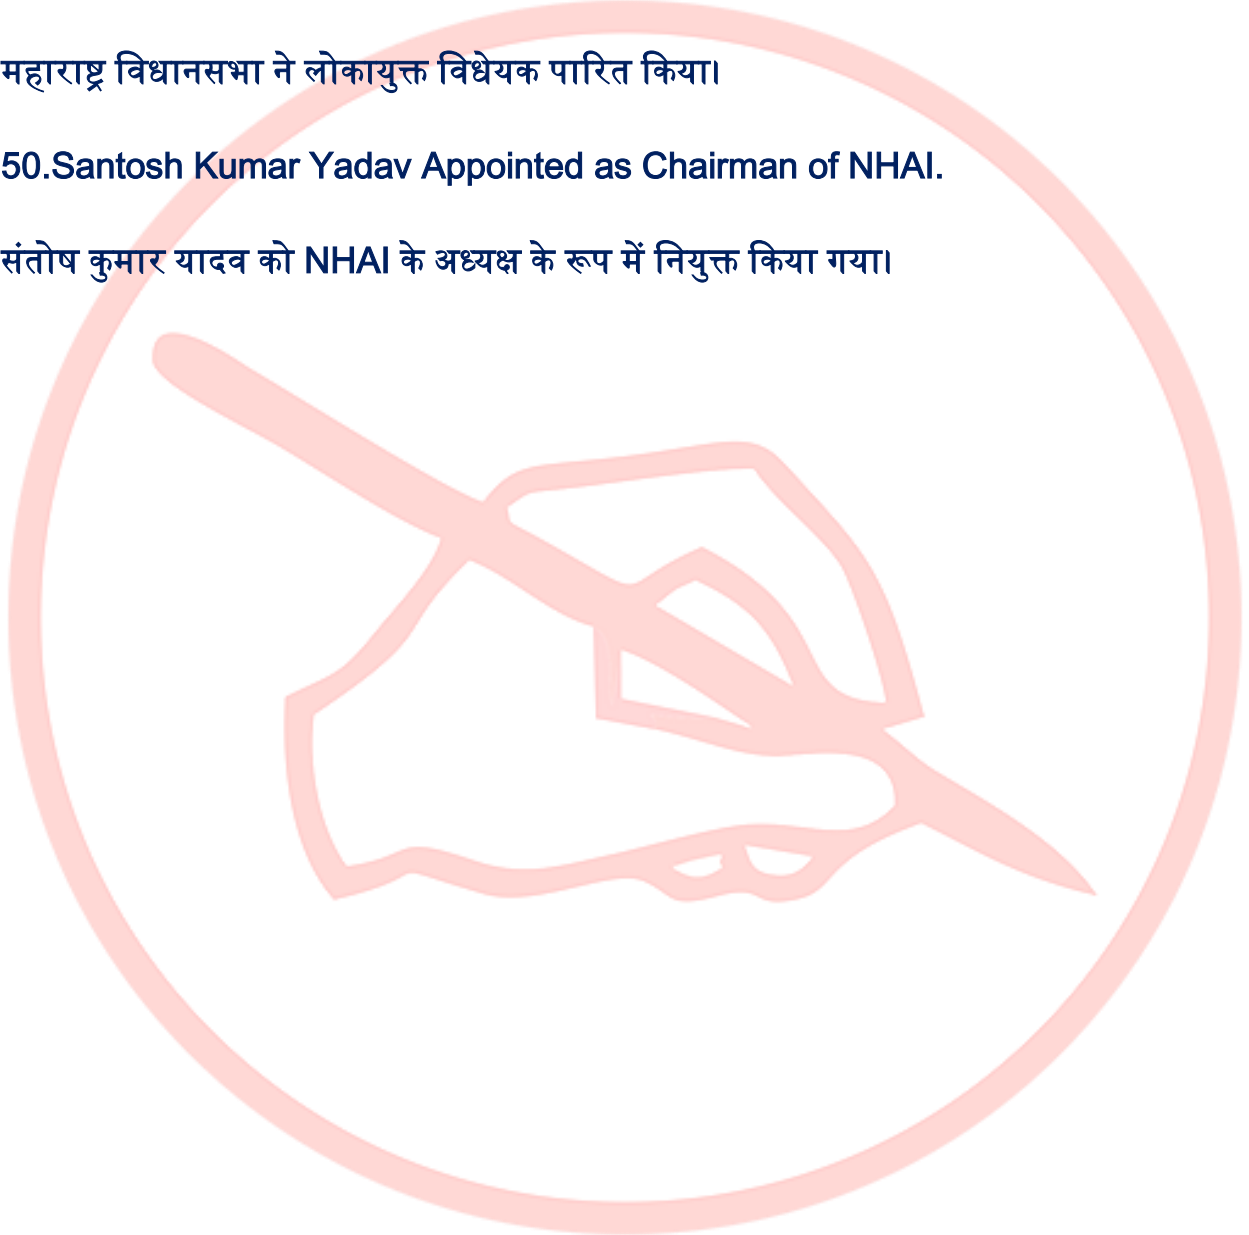 महाराष्ट्र विधानसभा ने लोकायुक्त विधेयक पारित किया।
50.Santosh Kumar Yadav Appointed as Chairman of NHAI.
संतोष कुमार यादव को NHAI के अध्यक्ष के रूप में नियुक्त किया गया।